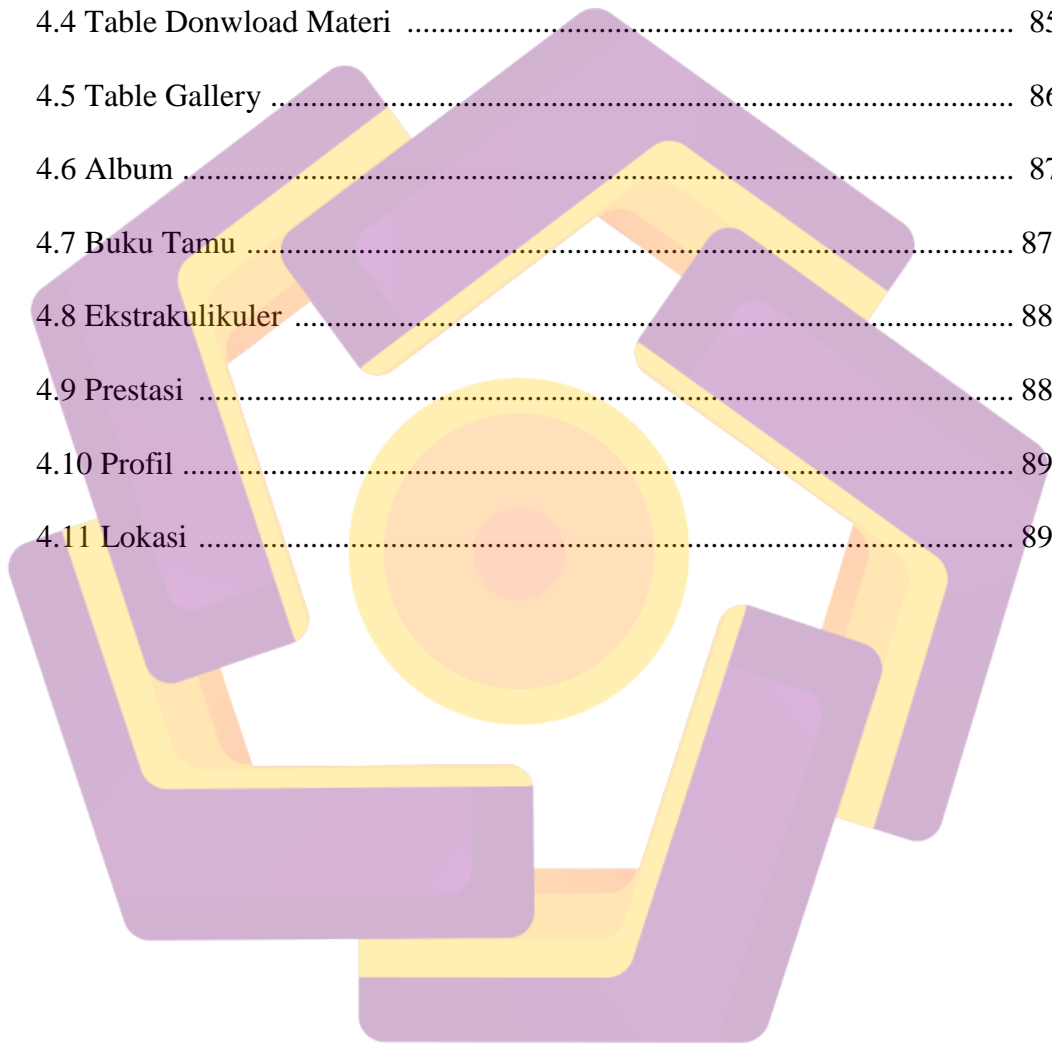 4.4 Table Donwload Materi ........................................................................... 85
4.5 Table Gallery ............................................................................................ 86
4.6 Album ....................................................................................................... 87
4.7 Buku Tamu ............................................................................................... 87
4.8 Ekstrakulikuler ......................................................................................... 88
4.9 Prestasi ..................................................................................................... 88
4.10 Profil ....................................................................................................... 89
4.11 Lokasi ..................................................................................................... 89